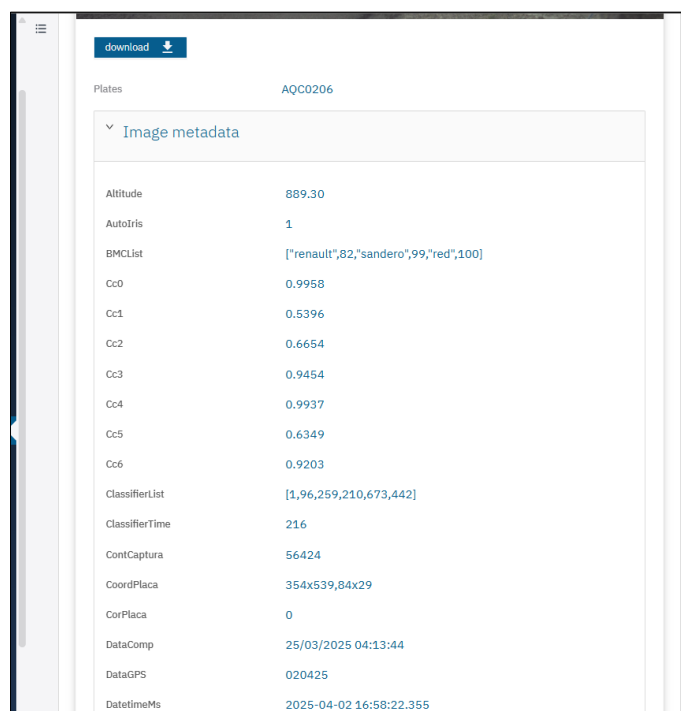 download
Plates AQC0206
Image metadata
Altitude 889.30
AutoIris 1
BMCList ["renault",82,"sandero",99,"red",100]
Cc0 0.9958
Cc1 0.5396
Cc2 0.6654
Cc3 0.9454
Cc4 0.9937
Cc5 0.6349
Cc6 0.9203
ClassifierList [1,96,259,210,673,442]
ClassifierTime 216
ContCaptura 56424
CoordPlaca 354x539,84x29
CorPlaca 0
DataComp 25/03/2025 04:13:44
DataGPS 020425
DatetimeMs 2025-04-02 16:58:22.355